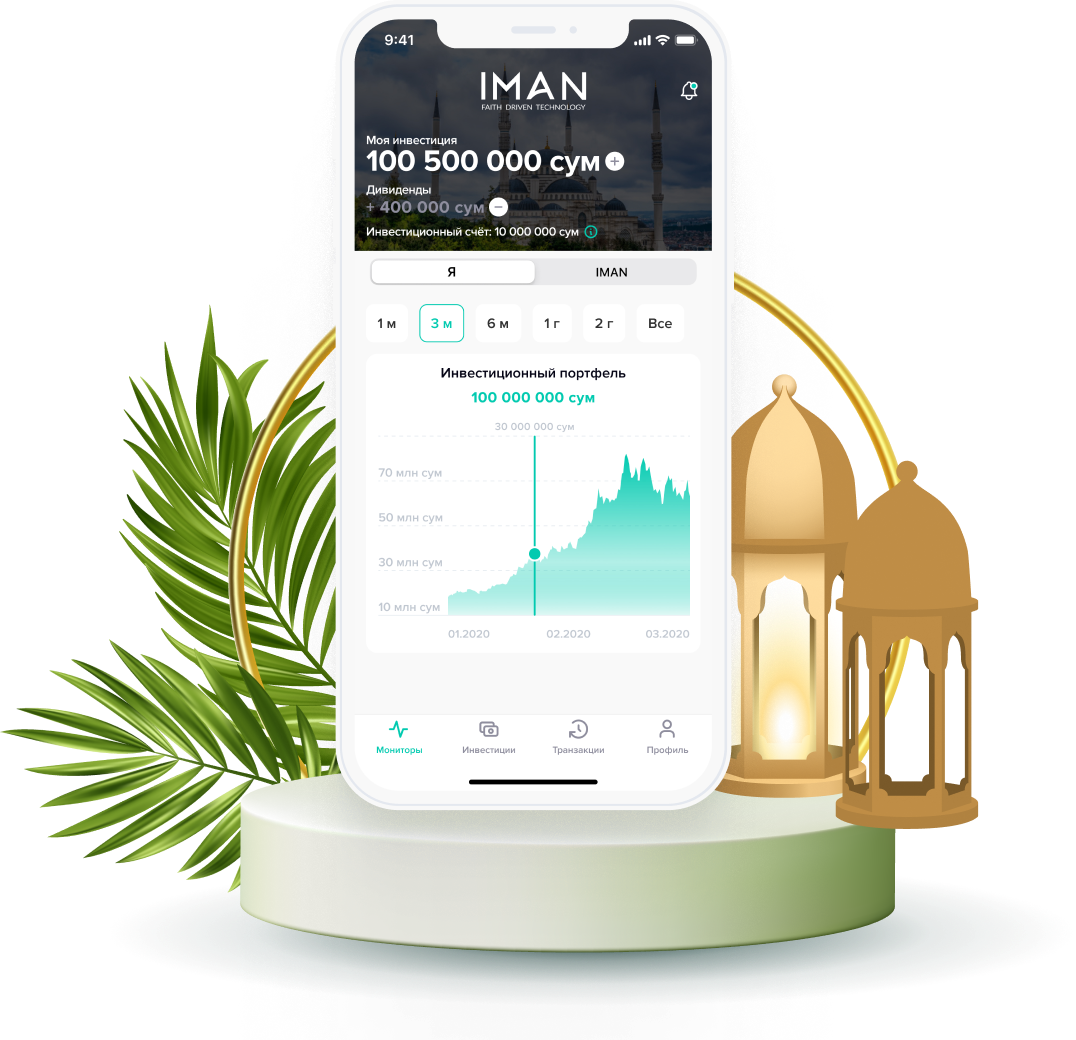 9:41
IMAN
FAITH DRIVEN TECHNOLOGY
Моя инвестиция
100 500 000 сум
Дивиденды
+ 400 000 сум
Инвестиционный счёт: 10 000 000 сум
Я IMAN
1 м 3 м 6 м 1 г 2 г Все
Инвестиционный портфель
100 000 000 сум
30 000 000 сум
70 млн сум
50 млн сум
30 млн сум
10 млн сум
01.2020 02.2020 03.2020
Мониторы Инвестиции Транзакции Профиль